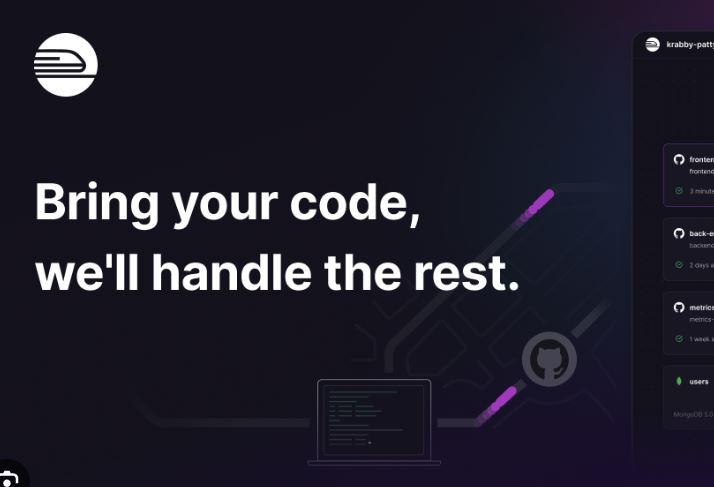 Bring your code,
we'll handle the rest.
krabby-patty
frontend
frontend
3 minute
back-e
backend
2 days a
metrics
metrics-
1 week a
users
MongoDB 5.0